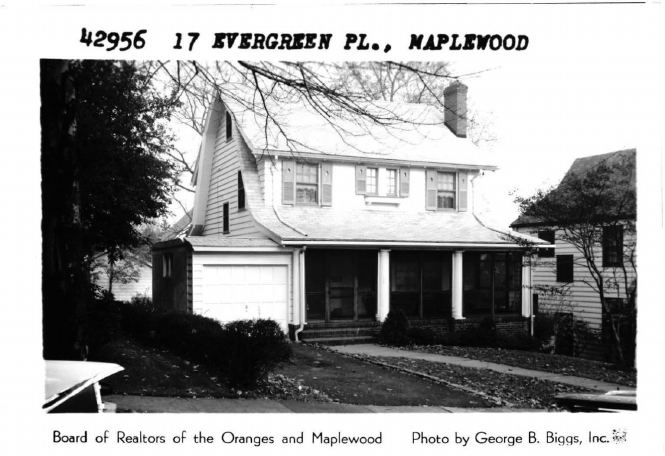 42956 17 EVERGREEN PL., MAPLEWOOD
Board of Realtors of the Oranges and Maplewood Photo by George B. Biggs, Inc.